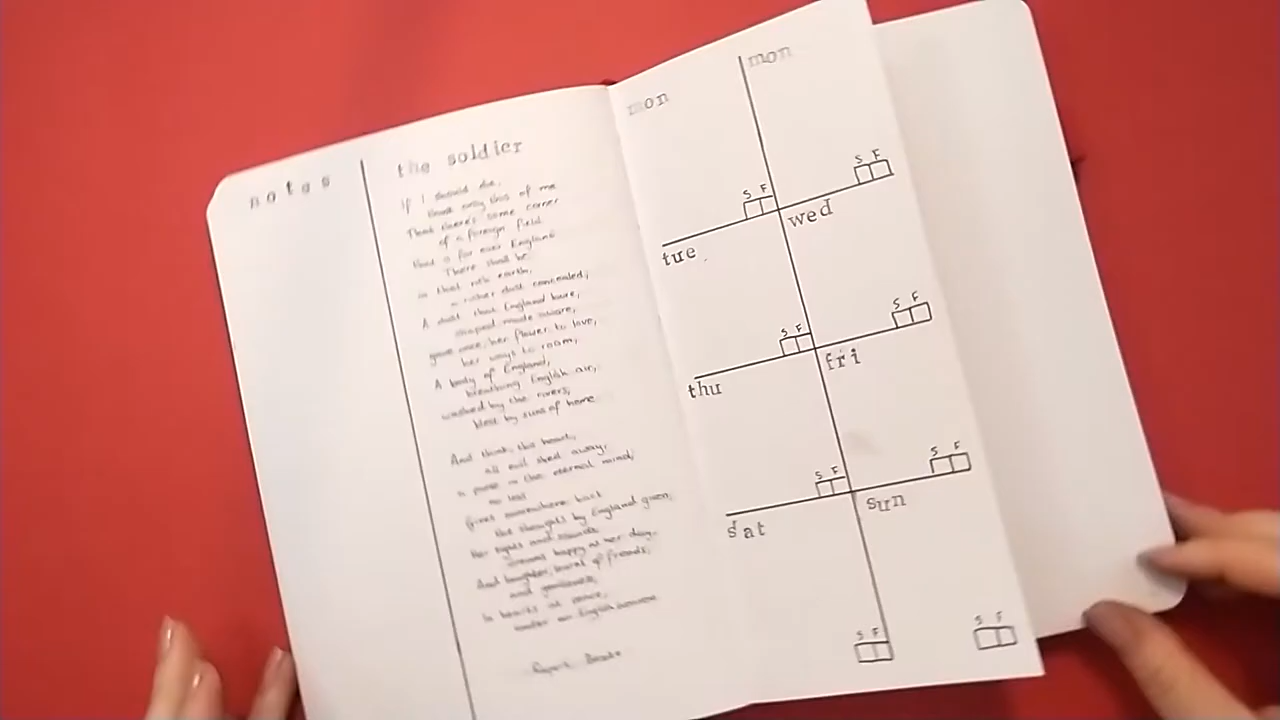 notes
the soldier
If I should die,
think only this of me
That there's some corner
of a foreign field
that is for ever England
There shall be
in that rich earth,
a richer dust concealed;
A dust that England bore,
shaped made aware,
gave once, her flower to love,
her ways to roam,
A body of England,
breathing English air,
washed by the rivers,
blest by suns of home
And think, this heart,
all evil shed away,
a pulse in the eternal mind,
no less
Gives somewhere back
the thoughts by England given,
Her sights and sounds
dreams happy as her day,
And laughter, learnt of friends,
and gentleness,
In hearts at peace,
under an English heaven
Rupert Brooke
mon
mon
S F
S F
tue
wed
S F
S F
thu
fri
S F
S F
sat
sun
S F
S F